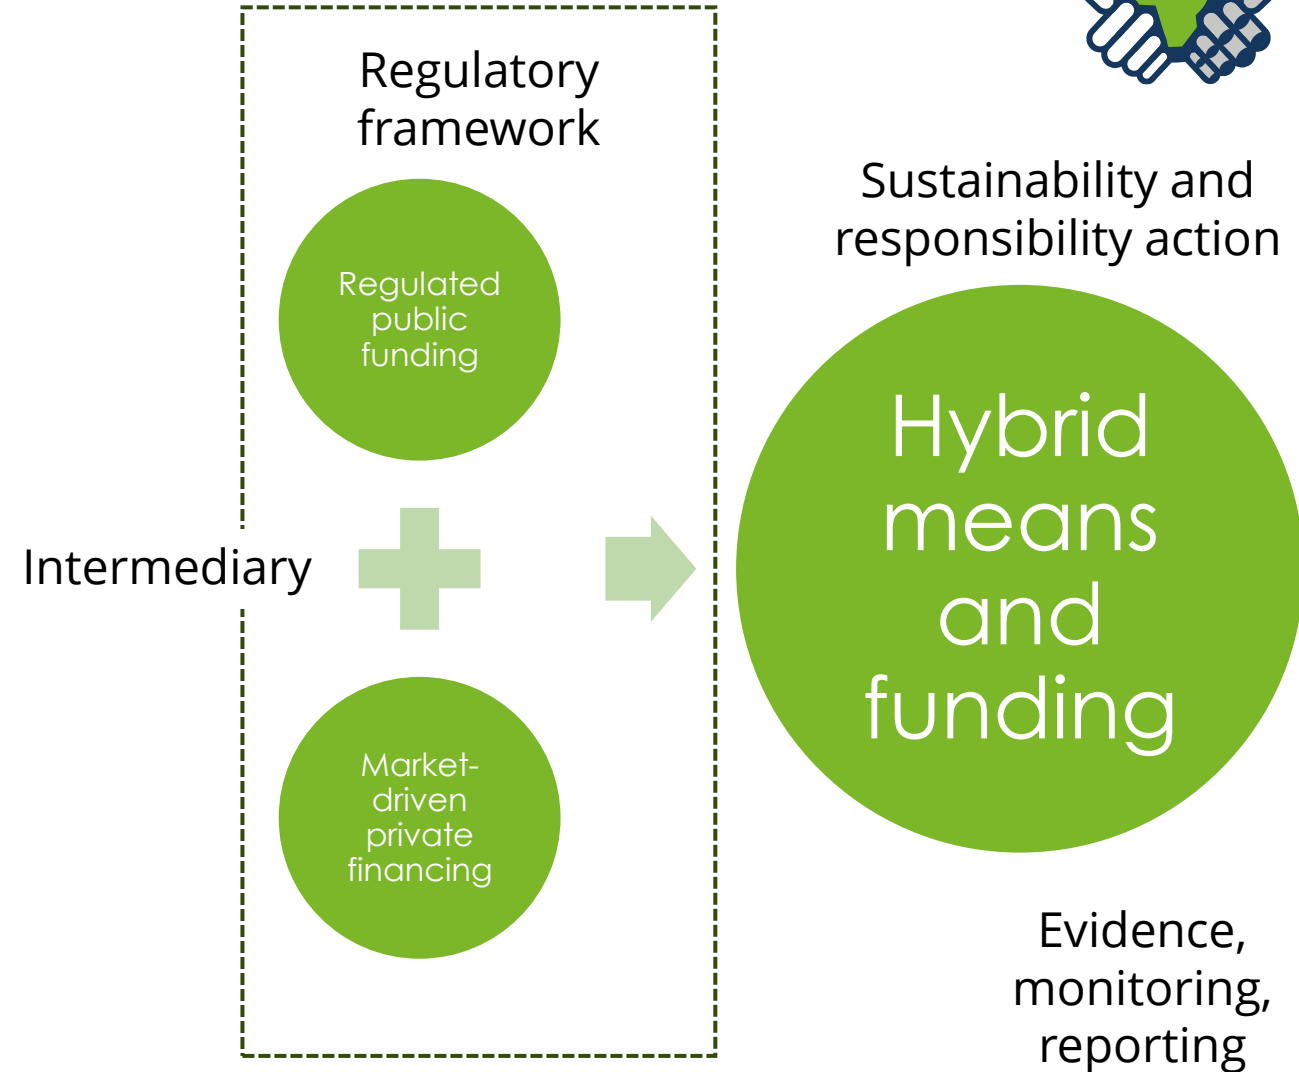 Regulatory
framework
Regulated
public
funding
Intermediary
Market-
driven
private
financing
Sustainability and
responsibility action
Hybrid
means
and
funding
Evidence,
monitoring,
reporting